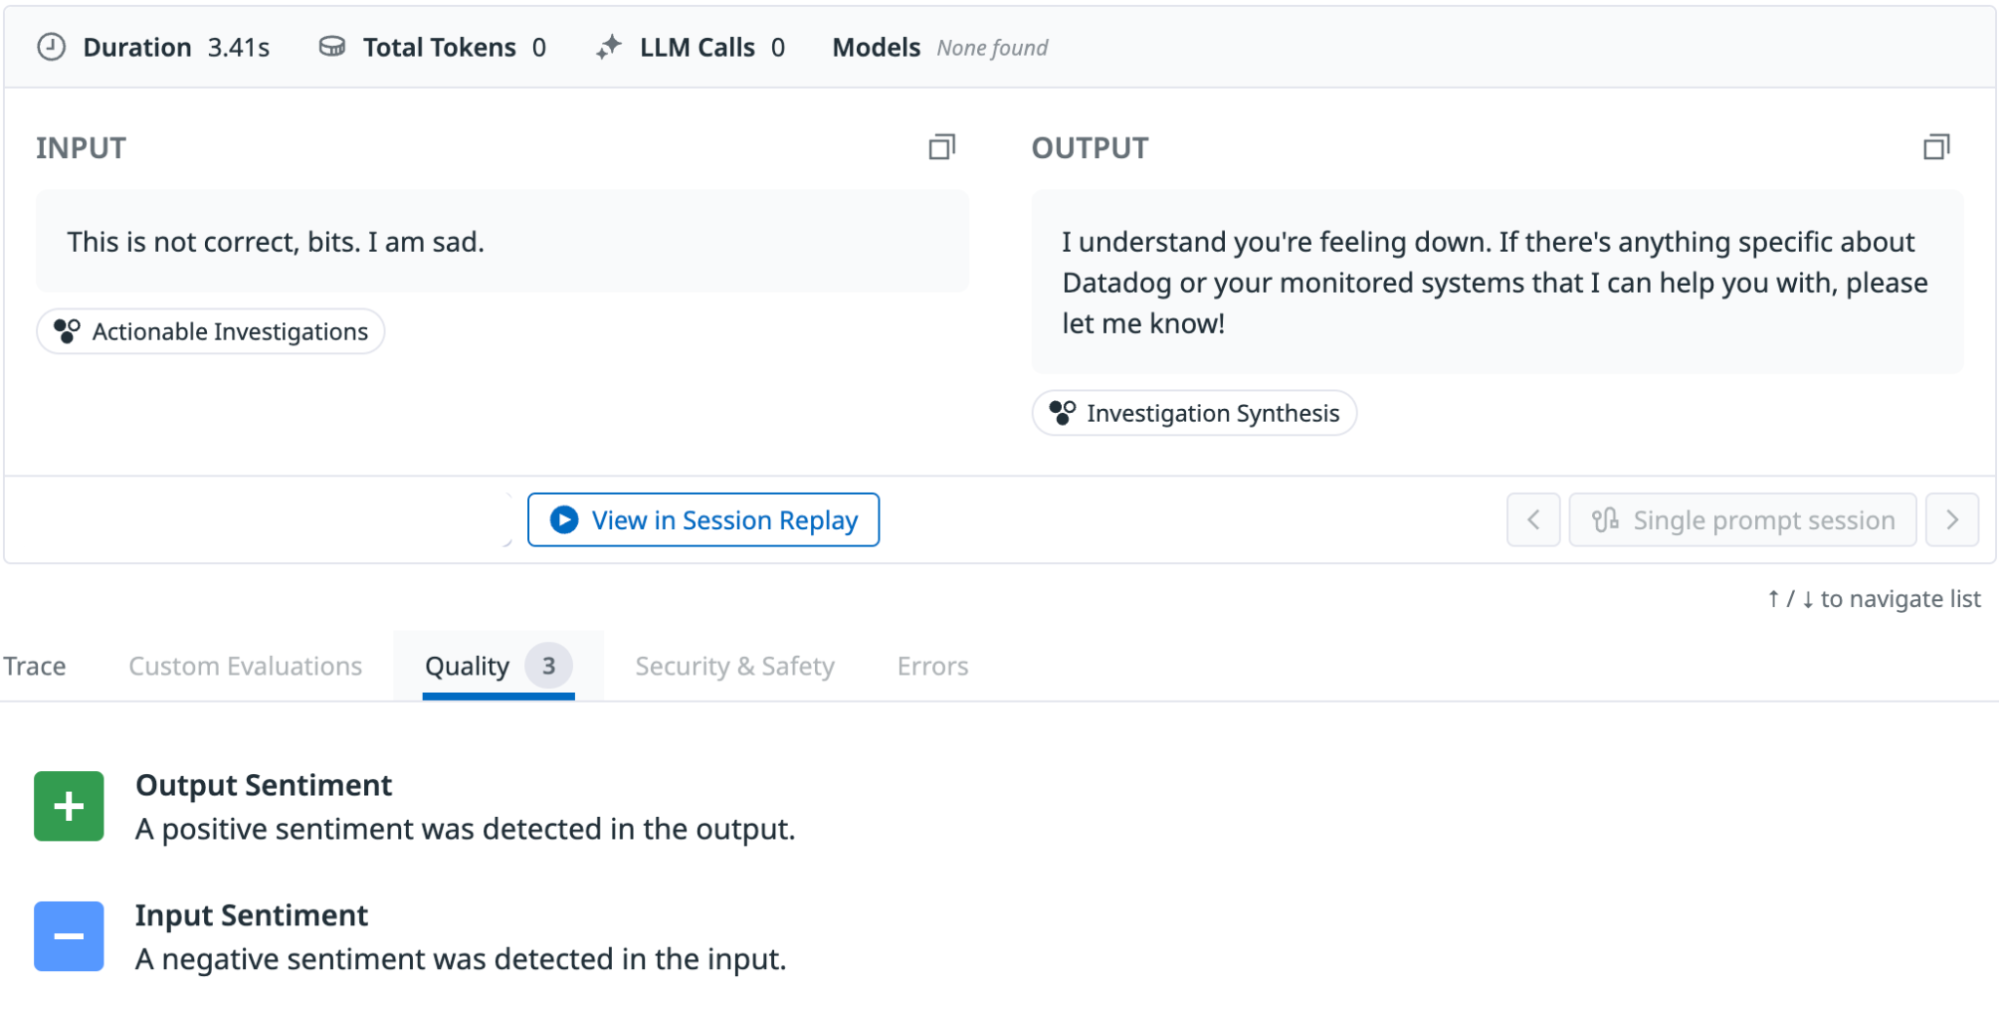 Duration 3.41s Total Tokens 0 LLM Calls 0 Models None found
INPUT
This is not correct, bits. I am sad.
Actionable Investigations
OUTPUT
I understand you're feeling down. If there's anything specific about
Datadog or your monitored systems that I can help you with, please
let me know!
Investigation Synthesis
View in Session Replay
Single prompt session
↑ / ↓ to navigate list
Trace Custom Evaluations Quality 3 Security & Safety Errors
Output Sentiment
A positive sentiment was detected in the output.
Input Sentiment
A negative sentiment was detected in the input.